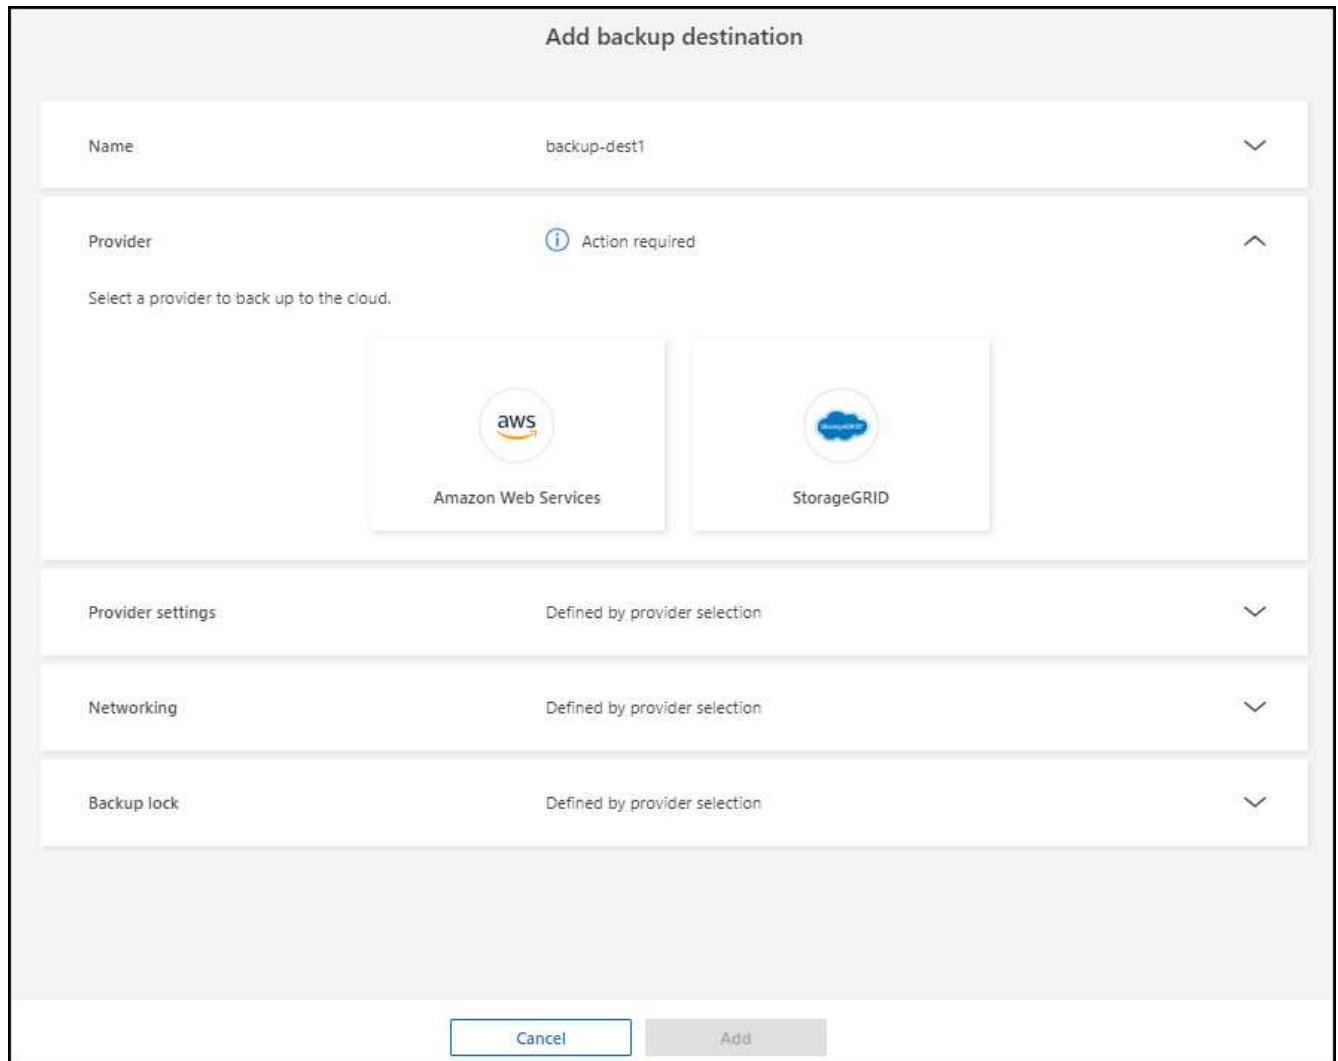 Add backup destination
Name backup-dest1
Provider Action required
Select a provider to back up to the cloud.
aws StorageGRID
Amazon Web Services StorageGRID
Provider settings Defined by provider selection
Networking Defined by provider selection
Backup lock Defined by provider selection
Cancel Add